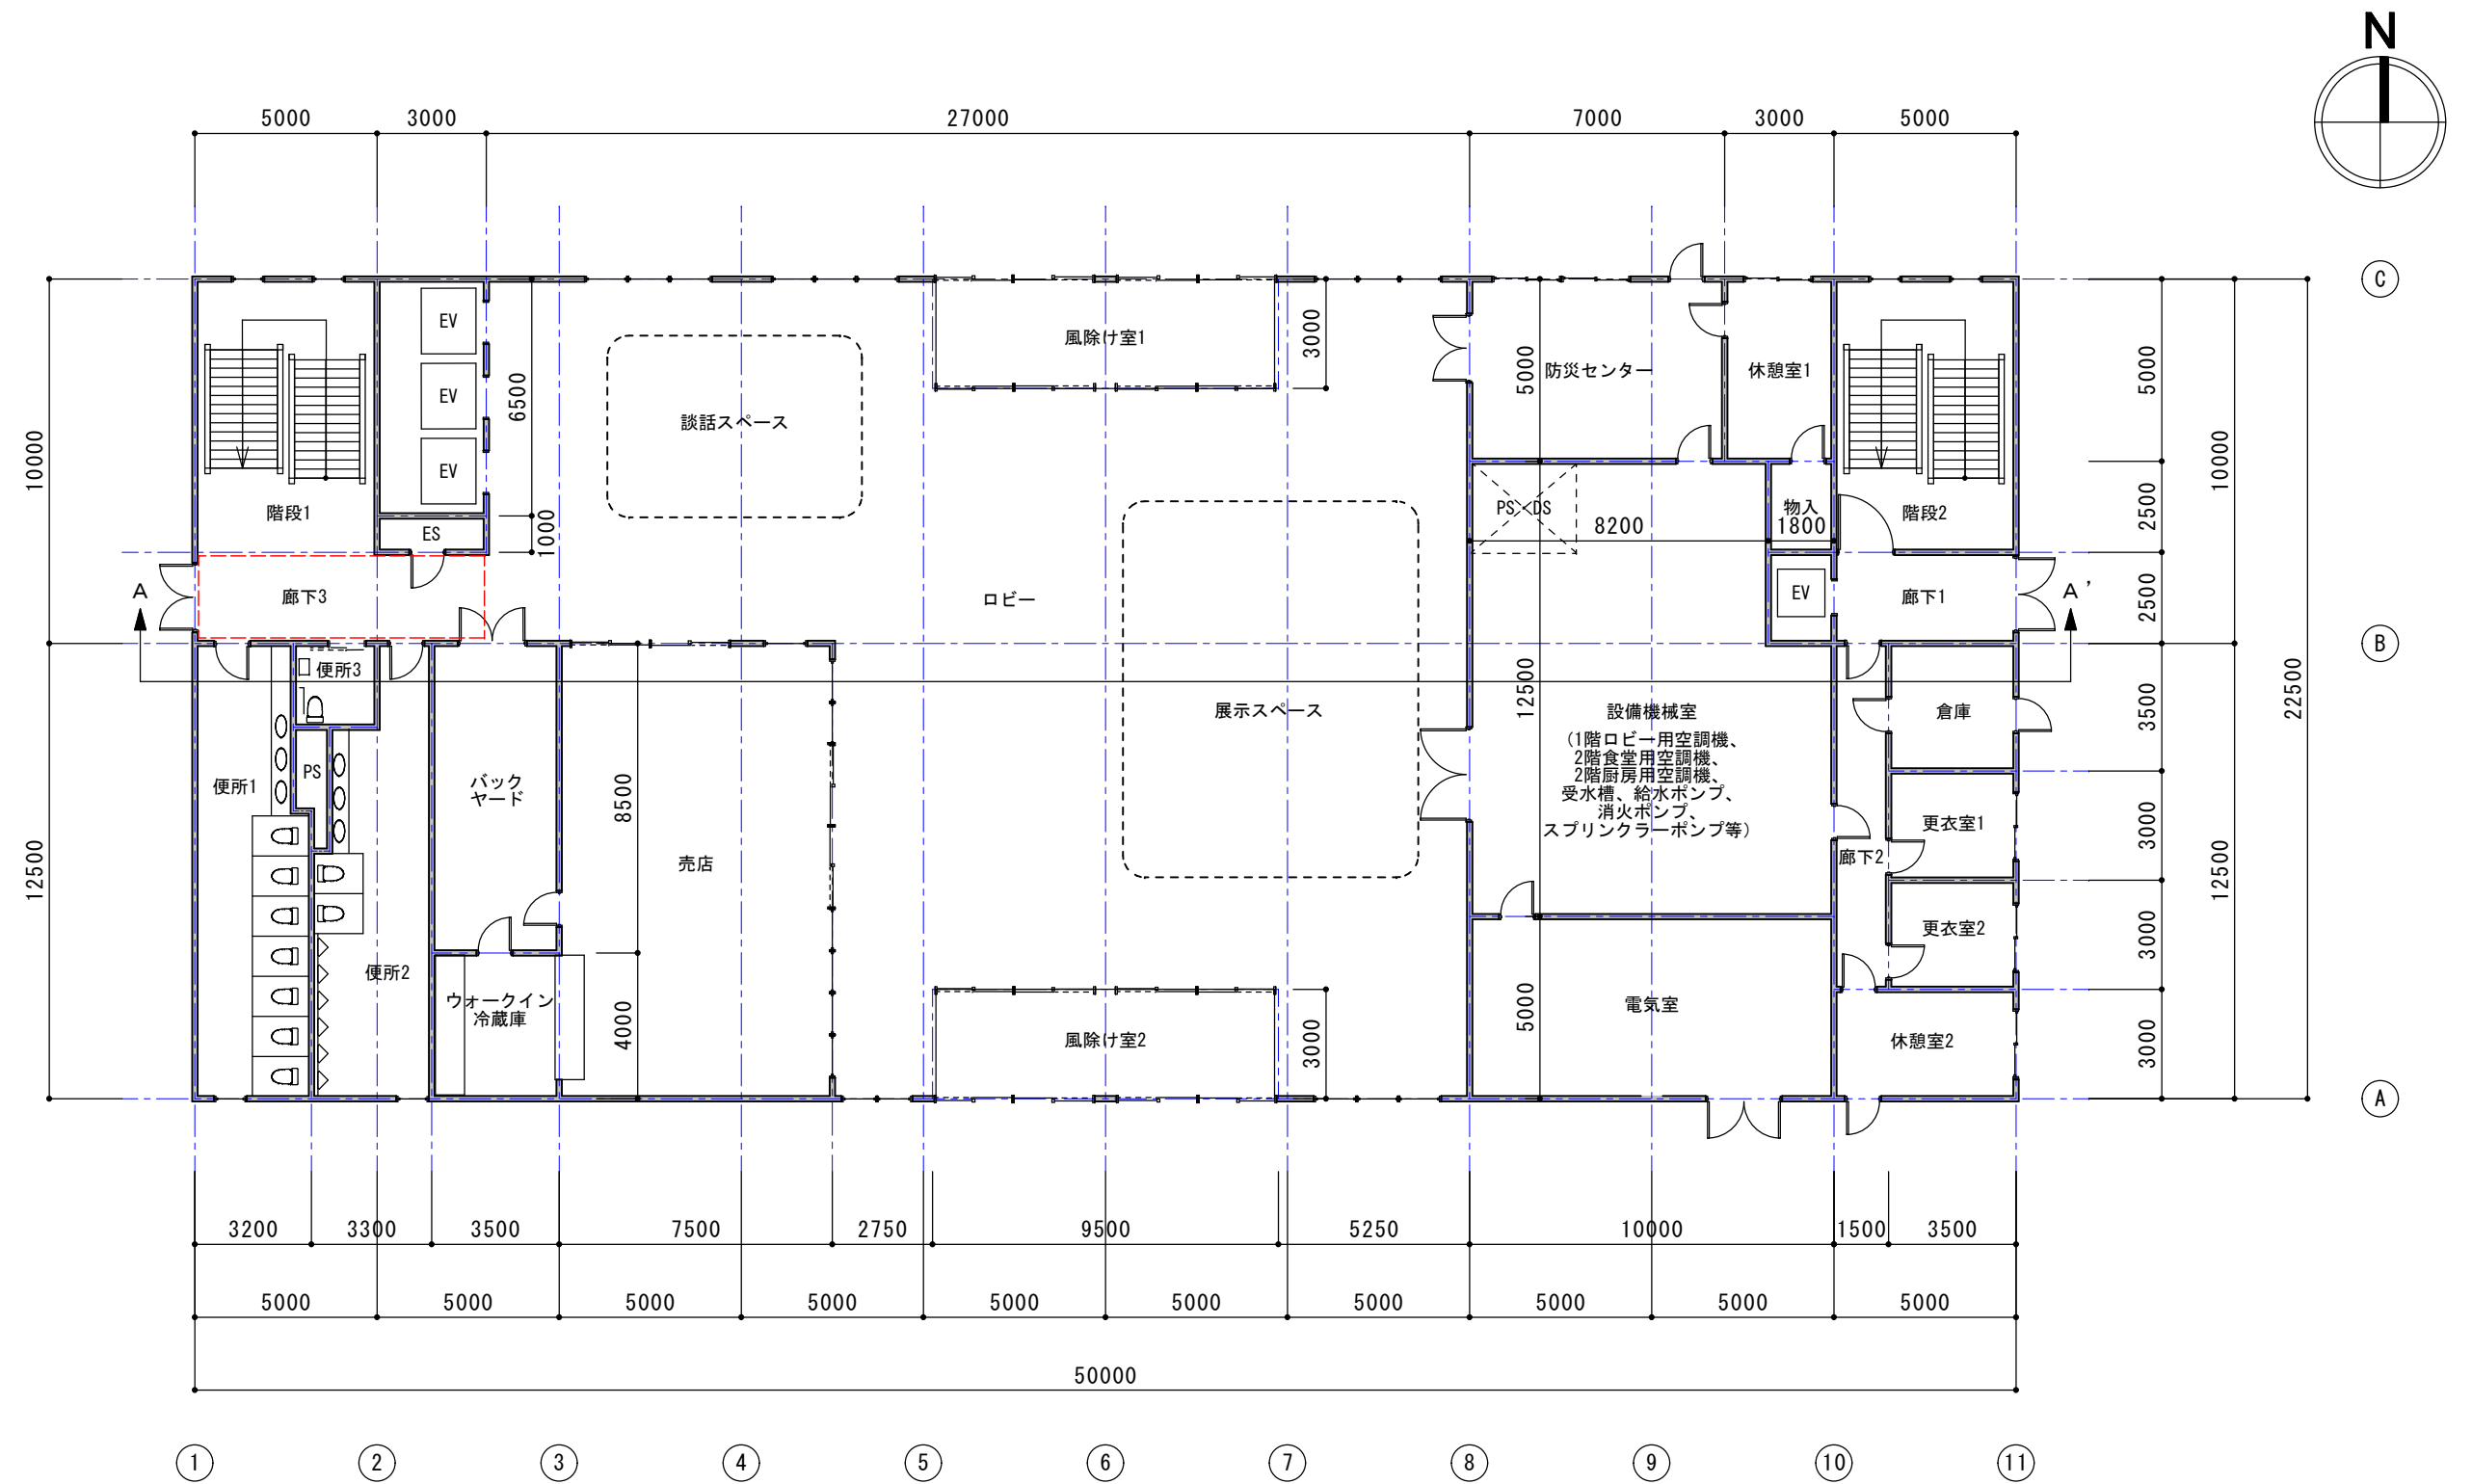 N
5000
3000
27000
7000
3000
5000
C
EV
EV
EV
6500
1000
階段1
ES
談話スペース
風除け室1
3000
防災センター
5000
休憩室1
階段2
物入
1800
PS・DS
8200
5000
2500
2500
10000
10000
22500
A
廊下3
ロビー
EV
廊下1
A'
B
便所3
便所1
PS
便所2
バック
ヤード
8500
売店
展示スペース
12500
設備機械室
(1階ロビー用空調機、
2階食堂用空調機、
2階厨房用空調機、
受水槽、給水ポンプ、
消火ポンプ、
スプリンクラーポンプ等)
倉庫
更衣室1
廊下2
更衣室2
3500
3000
3000
3000
12500
12500
ウォークイン
冷蔵庫
4000
風除け室2
3000
5000
電気室
休憩室2
A
3200
3300
3500
7500
2750
9500
5250
10000
1500
3500
5000
5000
5000
5000
5000
5000
5000
5000
5000
5000
50000
1
2
3
4
5
6
7
8
9
10
11